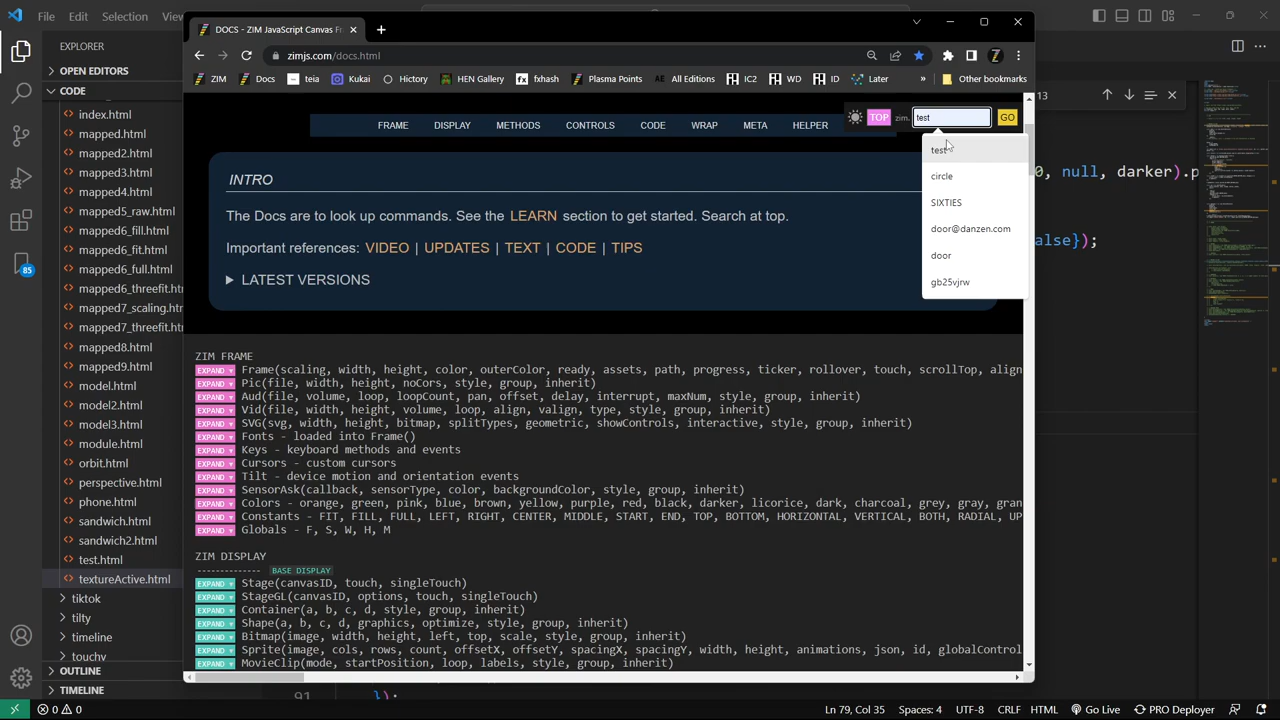 File Edit Selection View
DOCS - ZIM JavaScript Canvas Fr
zimjs.com/docs.html
ZIM Docs teia Kukai Hictory HEN Gallery fxhash Plasma Points AE All Editions IC2 WD ID Later » Other bookmarks
EXPLORER
OPEN EDITORS
CODE
index.html
mapped.html
mapped2.html
mapped3.html
mapped4.html
mapped5_raw.html
mapped6_fill.html
mapped6_fit.html
mapped6_full.html
mapped6_threefit.html
mapped7_scaling.html
mapped7_threefit.html
mapped8.html
mapped9.html
model.html
model2.html
model3.html
module.html
orbit.html
perspective.html
phone.html
sandwich.html
sandwich2.html
test.html
textureActive.html
tiktok
tilty
timeline
touchy
OUTLINE
TIMELINE
85
FRAME DISPLAY CONTROLS CODE WRAP META HELPER
TOP zim. test GO
test
circle
SIXTIES
door@danzen.com
door
gb25vjrw
INTRO
The Docs are to look up commands. See the LEARN section to get started. Search at top.
Important references: VIDEO | UPDATES | TEXT | CODE | TIPS
LATEST VERSIONS
ZIM FRAME
EXPAND Frame(scaling, width, height, color, outerColor, ready, assets, path, progress, ticker, rollover, touch, scrollTop, align
EXPAND Pic(file, width, height, noCors, style, group, inherit)
EXPAND Aud(file, volume, loop, loopCount, pan, offset, delay, interrupt, maxNum, style, group, inherit)
EXPAND Vid(file, width, height, volume, loop, align, valign, type, style, group, inherit)
EXPAND SVG(svg, width, height, bitmap, splitTypes, geometric, showControls, interactive, style, group, inherit)
EXPAND Fonts - loaded into Frame()
EXPAND Keys - keyboard methods and events
EXPAND Cursors - custom cursors
EXPAND Tilt - device motion and orientation events
EXPAND SensorAsk(callback, sensorType, color, backgroundColor, style, group, inherit)
EXPAND Colors - orange, green, pink, blue, brown, yellow, purple, red, black, darker, licorice, dark, charcoal, grey, gray, gran
EXPAND Constants - FIT, FILL, FULL, LEFT, RIGHT, CENTER, MIDDLE, START, END, TOP, BOTTOM, HORIZONTAL, VERTICAL, BOTH, RADIAL, UP
EXPAND Globals - F, S, W, H, M
ZIM DISPLAY
-------------- BASE DISPLAY
EXPAND Stage(canvasID, touch, singleTouch)
EXPAND StageGL(canvasID, options, touch, singleTouch)
EXPAND Container(a, b, c, d, style, group, inherit)
EXPAND Shape(a, b, c, d, graphics, optimize, style, group, inherit)
EXPAND Bitmap(image, width, height, left, top, scale, style, group, inherit)
EXPAND Sprite(image, cols, rows, count, offsetX, offsetY, spacingX, spacingY, width, height, animations, json, id, globalControl
EXPAND MovieClip(mode, startPosition, loop, labels, style, group, inherit)
13
0, null, darker).p
alse});
91 });
0 0 Ln 79, Col 35 Spaces: 4 UTF-8 CRLF HTML Go Live PRO Deployer